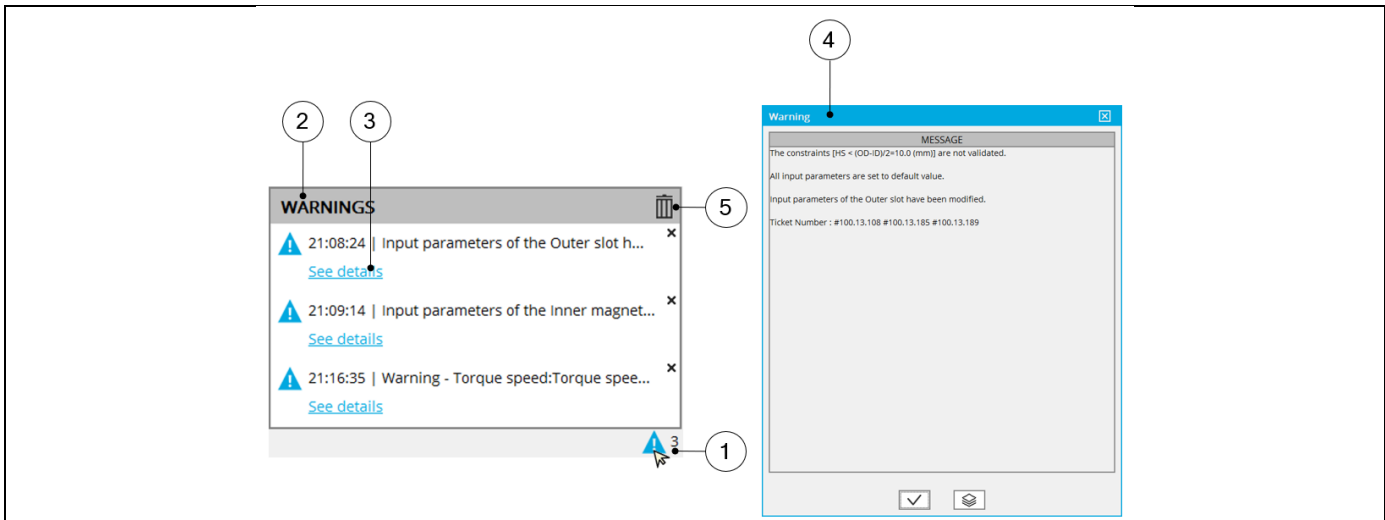 4
2
3
WARNINGS
5
21:08:24 | Input parameters of the Outer slot h...
See details
21:09:14 | Input parameters of the Inner magnet...
See details
21:16:35 | Warning - Torque speed:Torque spee...
See details
3
1
Warning
MESSAGE
The constraints [HS < (OD-ID)/2=10.0 (mm)] are not validated.
All input parameters are set to default value.
Input parameters of the Outer slot have been modified.
Ticket Number : #100.13.108 #100.13.185 #100.13.189